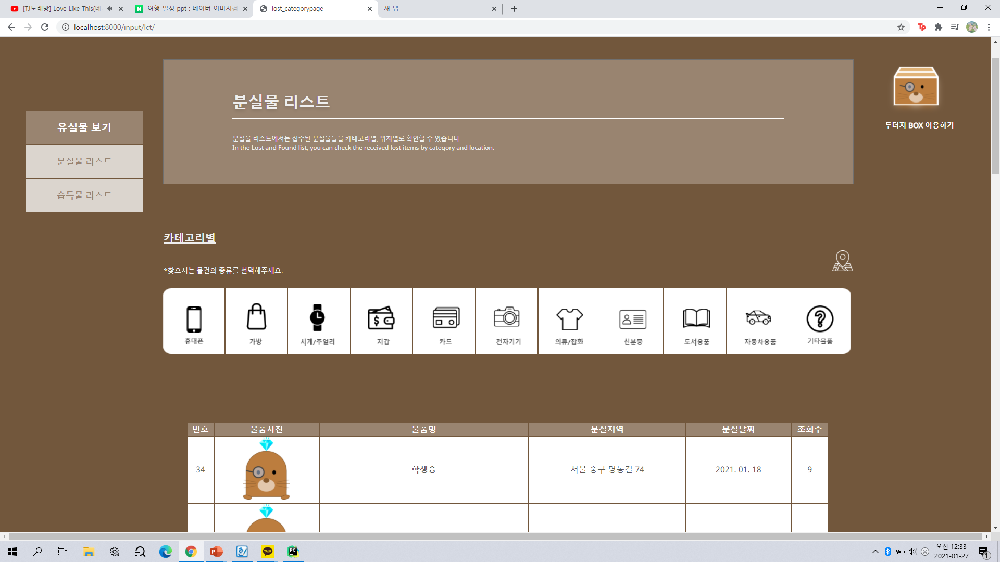 [TJ노래방] Love Like This(네
여행 일정 ppt : 네이버 이미지검
lost_categorypage
새 탭
localhost:8000/input/lct/
Tp
분실물 리스트
분실물 리스트에서는 접수된 분실물들을 카테고리별, 위치별로 확인할 수 있습니다.
In the Lost and Found list, you can check the received lost items by category and location.
두더지 BOX 이용하기
유실물 보기
분실물 리스트
습득물 리스트
카테고리별
*찾으시는 물건의 종류를 선택해주세요.
휴대폰 가방 시계/주얼리 지갑 카드 전자기기 의류/잡화 신분증 도서용품 자동차용품 기타물품
번호 물품사진 물품명 분실지역 분실날짜 조회수
34 학생증 서울 중구 명동길 74 2021. 01. 18 9
오전 12:33
2021-01-27
1